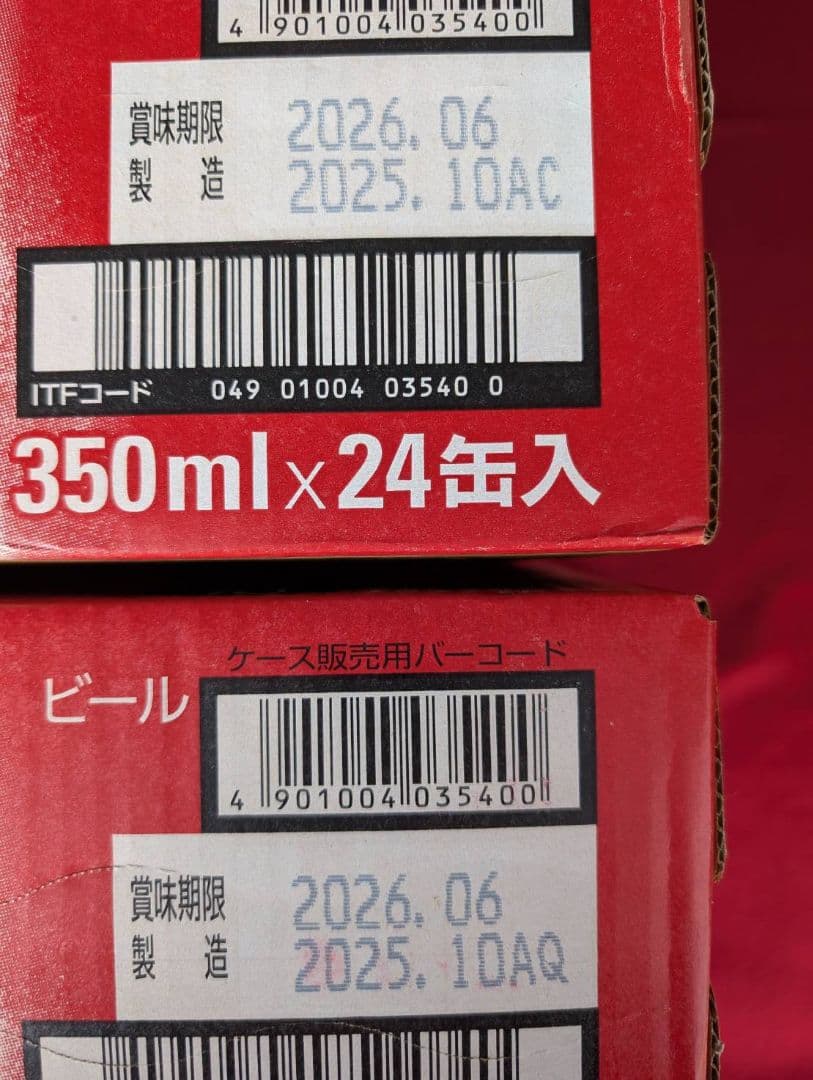 4 901004 035400
賞味期限 2026.06
製造 2025.10AC
ITFコード 049 01004 03540 0
350ml×24缶入
ケース販売用バーコード
ビール
4 901004 035400
賞味期限 2026.06
製造 2025.10AQ